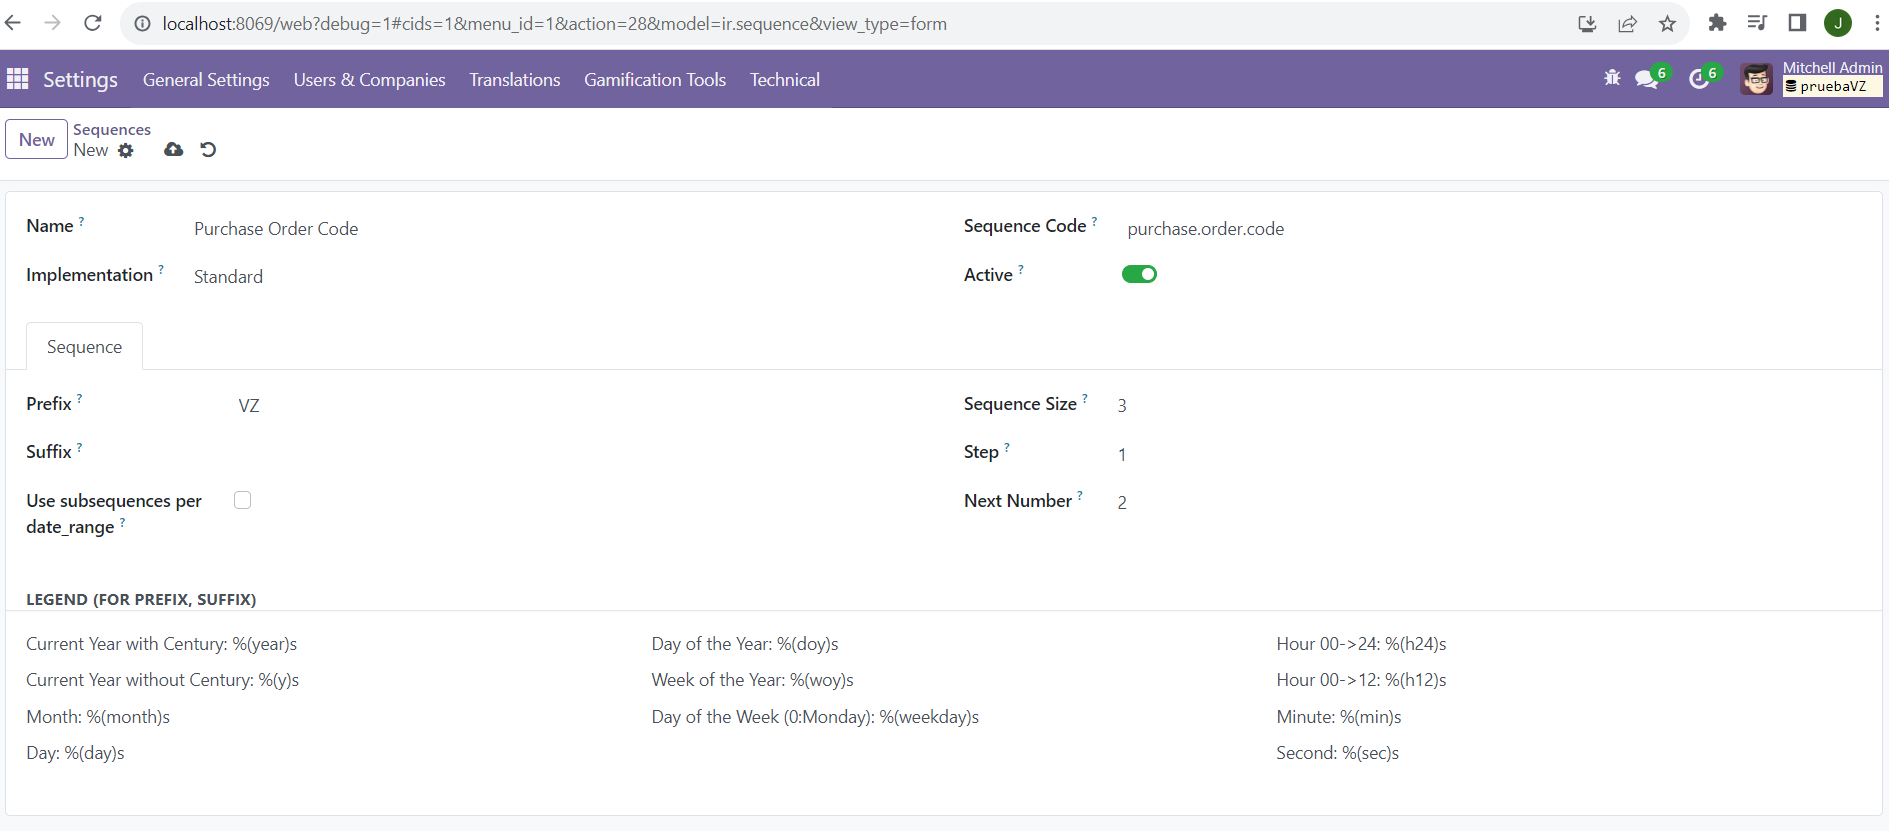 localhost:8069/web?debug=1#cids=1&menu_id=1&action=28&model=ir.sequence&view_type=form
J
Settings General Settings Users & Companies Translations Gamification Tools Technical
6 6 Mitchell Admin
pruebaVZ
New Sequences
New
Name ? Purchase Order Code Sequence Code ? purchase.order.code
Implementation ? Standard Active ?
Sequence
Prefix ? VZ Sequence Size ? 3
Suffix ? Step ? 1
Use subsequences per Next Number ? 2
date_range ?
LEGEND (FOR PREFIX, SUFFIX)
Current Year with Century: %(year)s Day of the Year: %(doy)s Hour 00->24: %(h24)s
Current Year without Century: %(y)s Week of the Year: %(woy)s Hour 00->12: %(h12)s
Month: %(month)s Day of the Week (0:Monday): %(weekday)s Minute: %(min)s
Day: %(day)s Second: %(sec)s